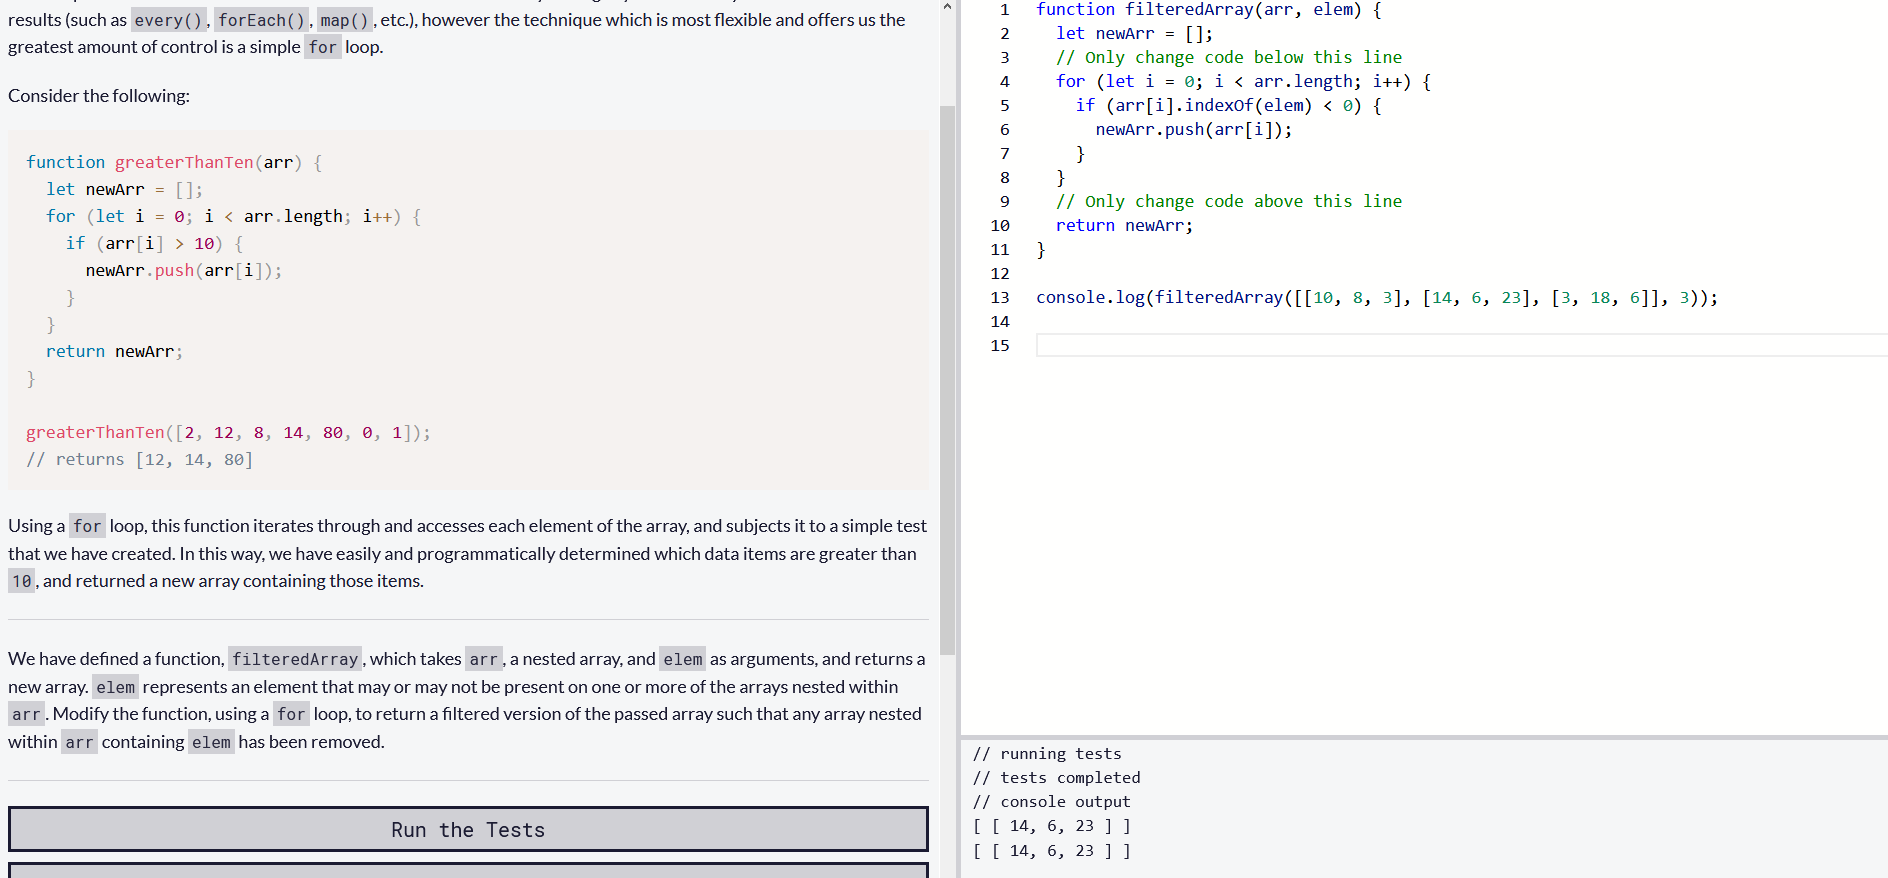 results (such as every(), forEach(), map(), etc.), however the technique which is most flexible and offers us the
greatest amount of control is a simple for loop.
Consider the following:
function greaterThanTen(arr) {
  let newArr = [];
  for (let i = 0; i < arr.length; i++) {
    if (arr[i] > 10) {
      newArr.push(arr[i]);
    }
  }
  return newArr;
}
greaterThanTen([2, 12, 8, 14, 80, 0, 1]);
// returns [12, 14, 80]
Using a for loop, this function iterates through and accesses each element of the array, and subjects it to a simple test
that we have created. In this way, we have easily and programmatically determined which data items are greater than
10, and returned a new array containing those items.
We have defined a function, filteredArray, which takes arr, a nested array, and elem as arguments, and returns a
new array. elem represents an element that may or may not be present on one or more of the arrays nested within
arr. Modify the function, using a for loop, to return a filtered version of the passed array such that any array nested
within arr containing elem has been removed.
Run the Tests
1 function filteredArray(arr, elem) {
2   let newArr = [];
3   // Only change code below this line
4   for (let i = 0; i < arr.length; i++) {
5     if (arr[i].indexOf(elem) < 0) {
6       newArr.push(arr[i]);
7     }
8   }
9   // Only change code above this line
10   return newArr;
11 }
12
13 console.log(filteredArray([[10, 8, 3], [14, 6, 23], [3, 18, 6]], 3));
14
15
// running tests
// tests completed
// console output
[ [ 14, 6, 23 ] ]
[ [ 14, 6, 23 ] ]